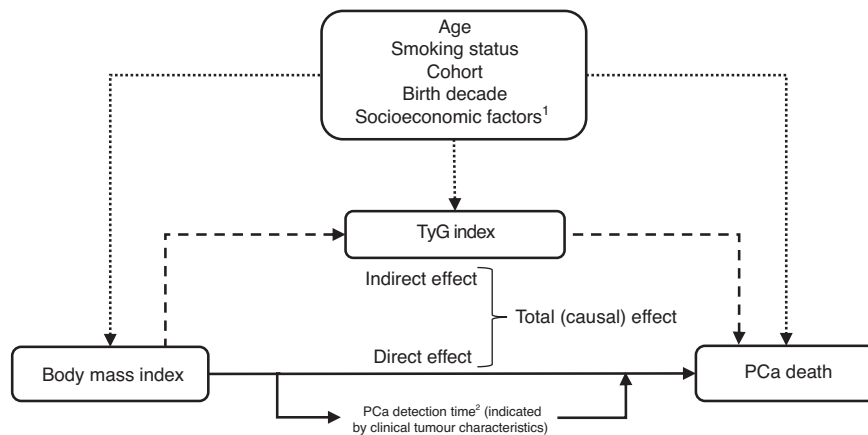 Age
Smoking status
Cohort
Birth decade
Socioeconomic factors¹
TyG index
Indirect effect
Total (causal) effect
Direct effect
Body mass index
PCa death
PCa detection time² (indicated
by clinical tumour characteristics)